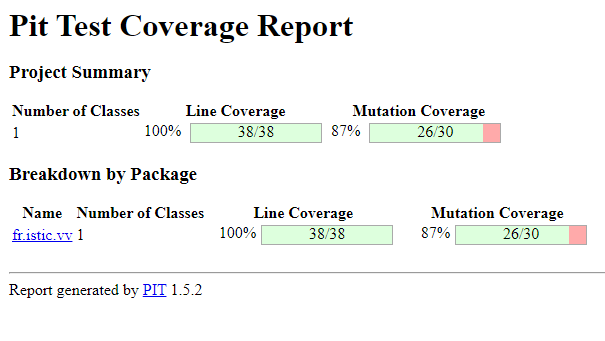 Pit Test Coverage Report
Project Summary
Number of Classes Line Coverage Mutation Coverage
1 100% 38/38 87% 26/30
Breakdown by Package
Name Number of Classes Line Coverage Mutation Coverage
fr.istic.vv 1 100% 38/38 87% 26/30
Report generated by PIT 1.5.2